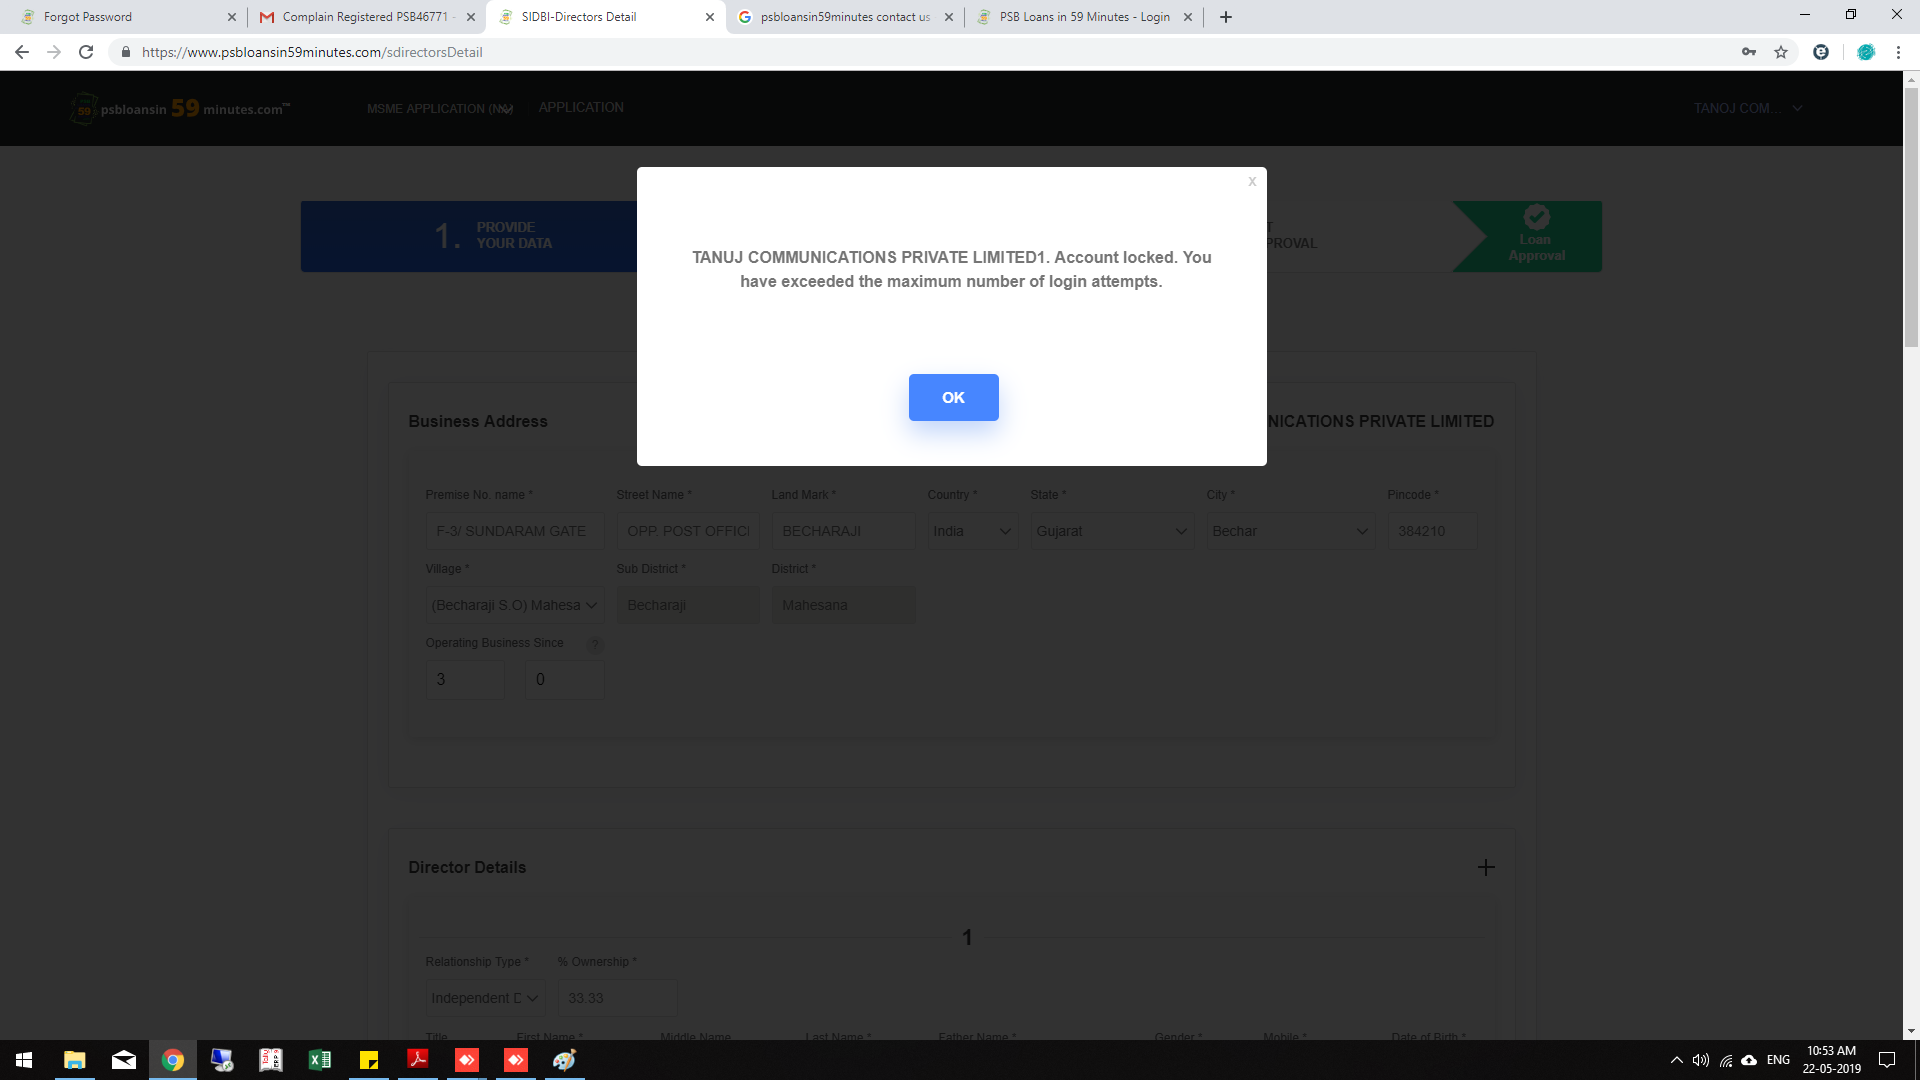 Forgot Password
Complain Registered PSB46771 -
SIDBI-Directors Detail
psbloansin59minutes contact us
PSB Loans in 59 Minutes - Login
https://www.psbloansin59minutes.com/sdirectorsDetail
psbloansin 59 minutes.com™
MSME APPLICATION
APPLICATION
TANOJ COM...
x
1. PROVIDE
YOUR DATA
PROVAL
Loan
Approval
TANUJ COMMUNICATIONS PRIVATE LIMITED1. Account locked. You
have exceeded the maximum number of login attempts.
OK
Business Address
NICATIONS PRIVATE LIMITED
Premise No. name * Street Name * Land Mark * Country * State * City * Pincode *
F-3/ SUNDARAM GATE OPP. POST OFFICI BECHARAJI India Gujarat Bechar 384210
Village * Sub District * District *
(Becharaji S.O) Mahesa Becharaji Mahesana
Operating Business Since ?
3 0
Director Details +
1
Relationship Type * % Ownership *
Independent D 33.33
Title First Name * Middle Name Last Name * Father Name * Gender * Mobile * Date of Birth *
ENG
10:53 AM
22-05-2019